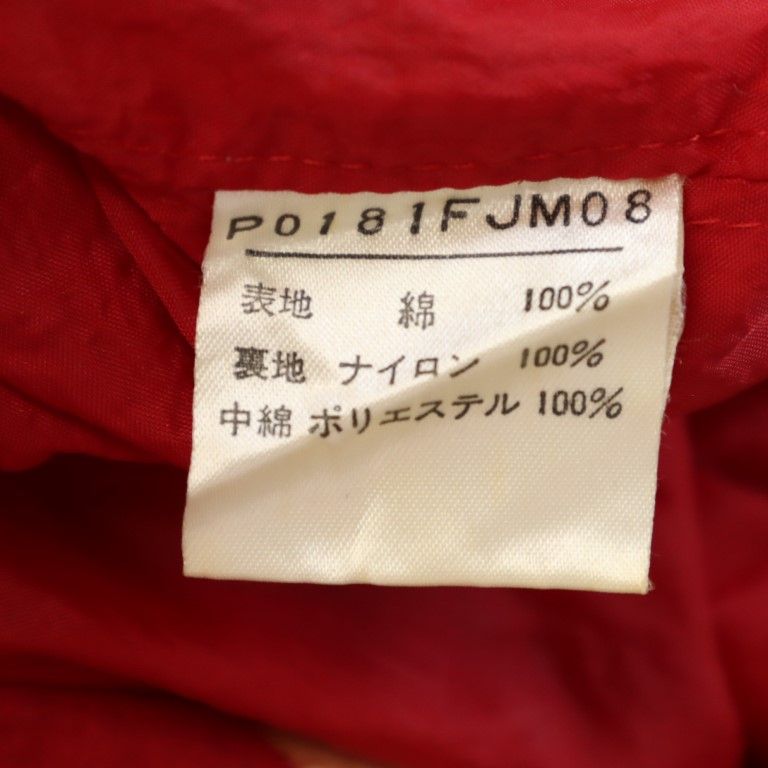 P0181FJM08
表地 綿 100%
裏地 ナイロン 100%
中綿 ポリエステル 100%